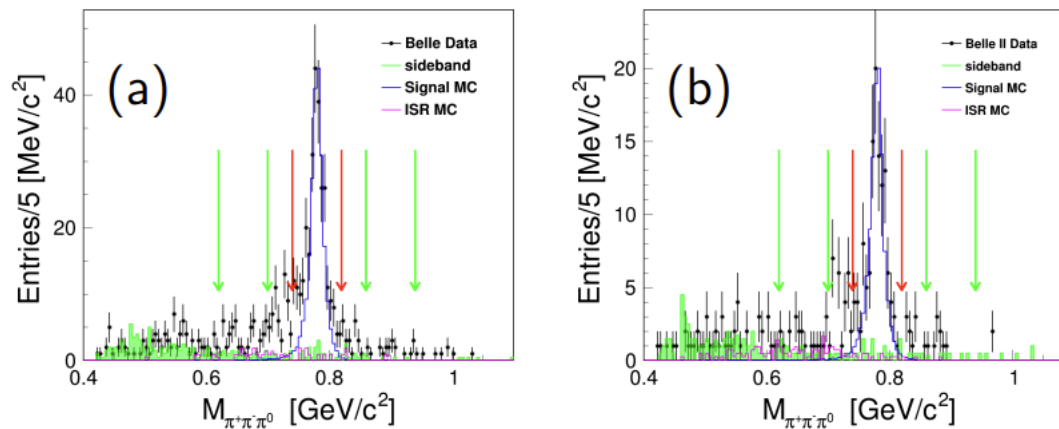 (a)
Belle Data
sideband
Signal MC
ISR MC
Entries/5 [MeV/c²]
40
20
0
0.4
0.6
0.8
1
M_π⁺π⁻π⁰ [GeV/c²]
(b)
Belle II Data
sideband
Signal MC
ISR MC
Entries/5 [MeV/c²]
20
15
10
5
0
0.4
0.6
0.8
1
M_π⁺π⁻π⁰ [GeV/c²]